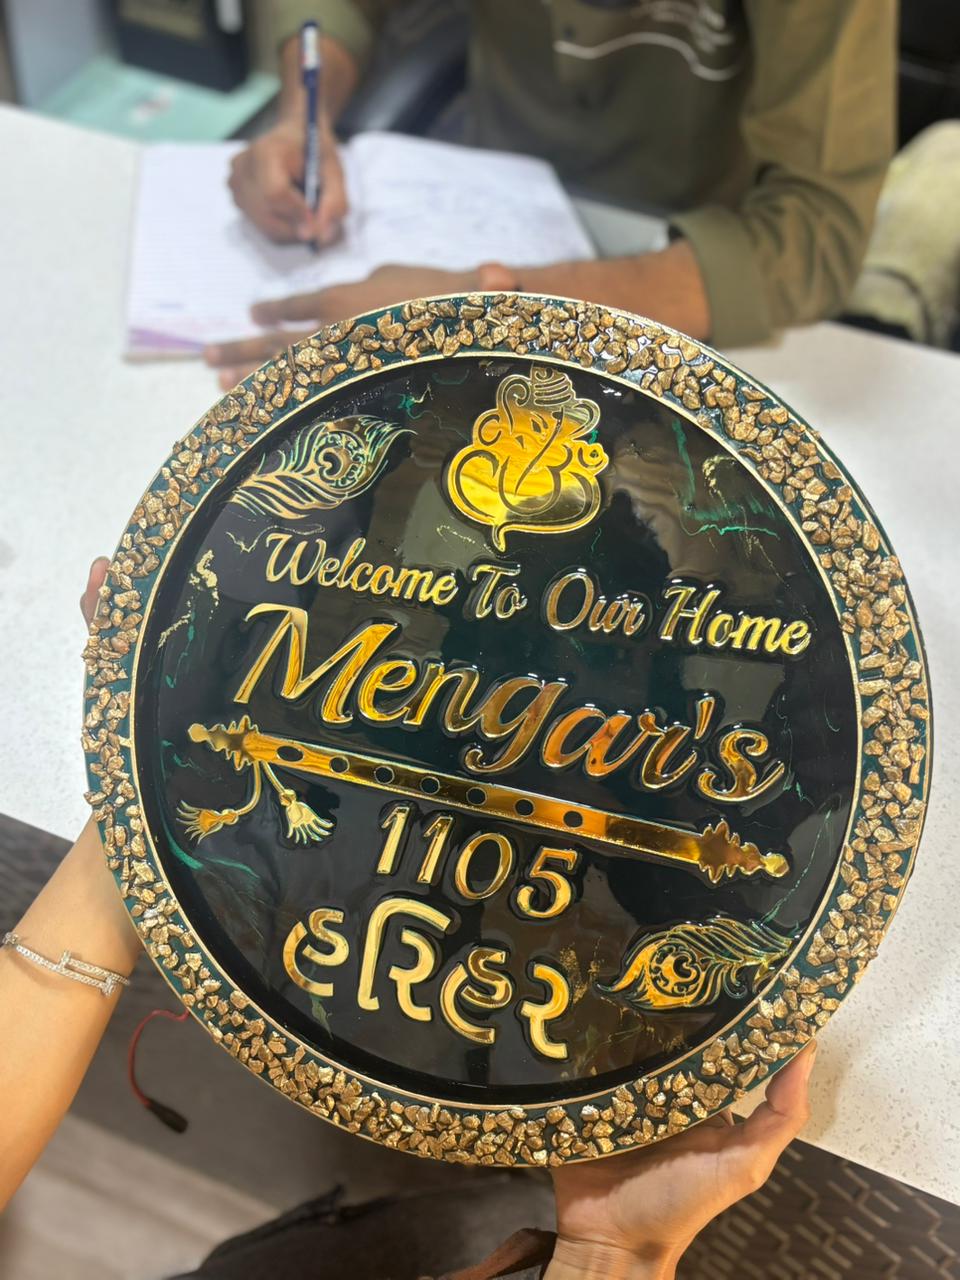 Welcome To Our Home
Mengar's
1105
હરિહર